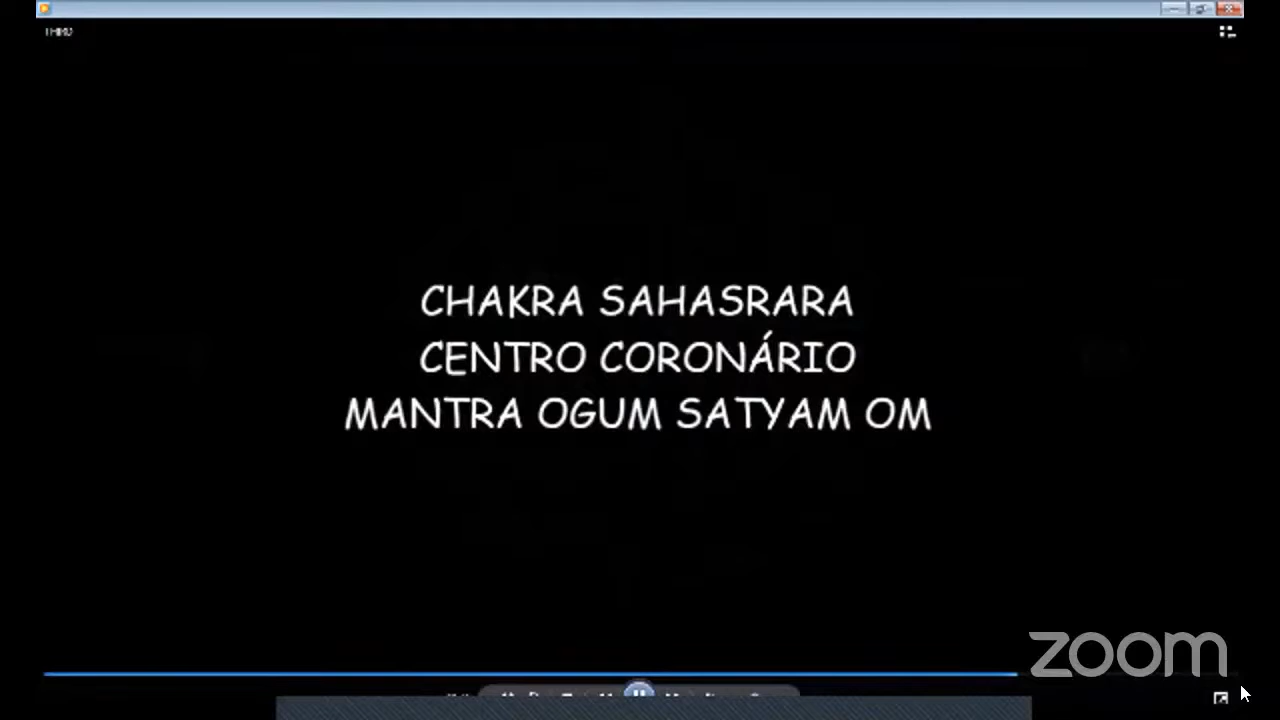 CHAKRA SAHASRARA
CENTRO CORONÁRIO
MANTRA OGUM SATYAM OM
zoom